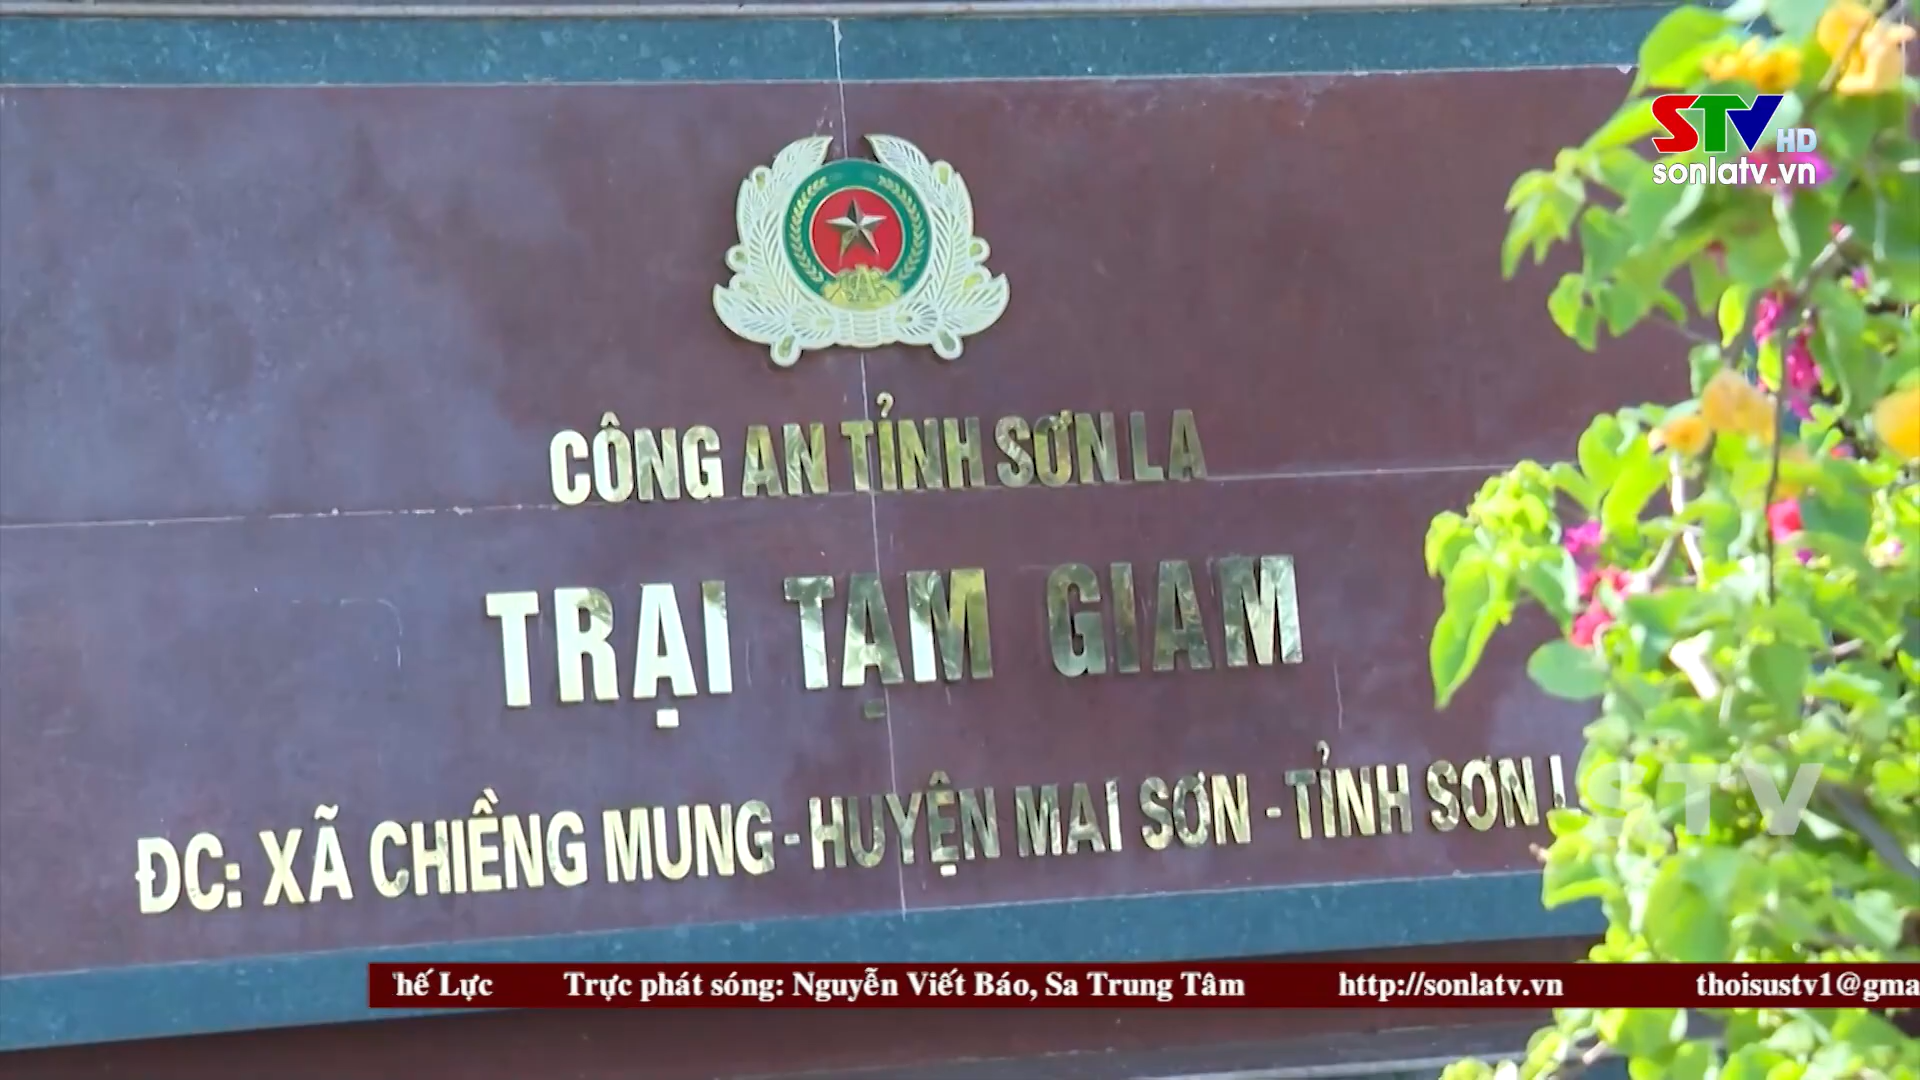 STV HD
sonlatv.vn
CÔNG AN TỈNH SƠN LA
TRẠI TẠM GIAM
ĐC: XÃ CHIỀNG MUNG - HUYỆN MAI SƠN - TỈNH SƠN L
STV
hế Lực Trực phát sóng: Nguyễn Viết Báo, Sa Trung Tâm http://sonlatv.vn thoisustv1@gma